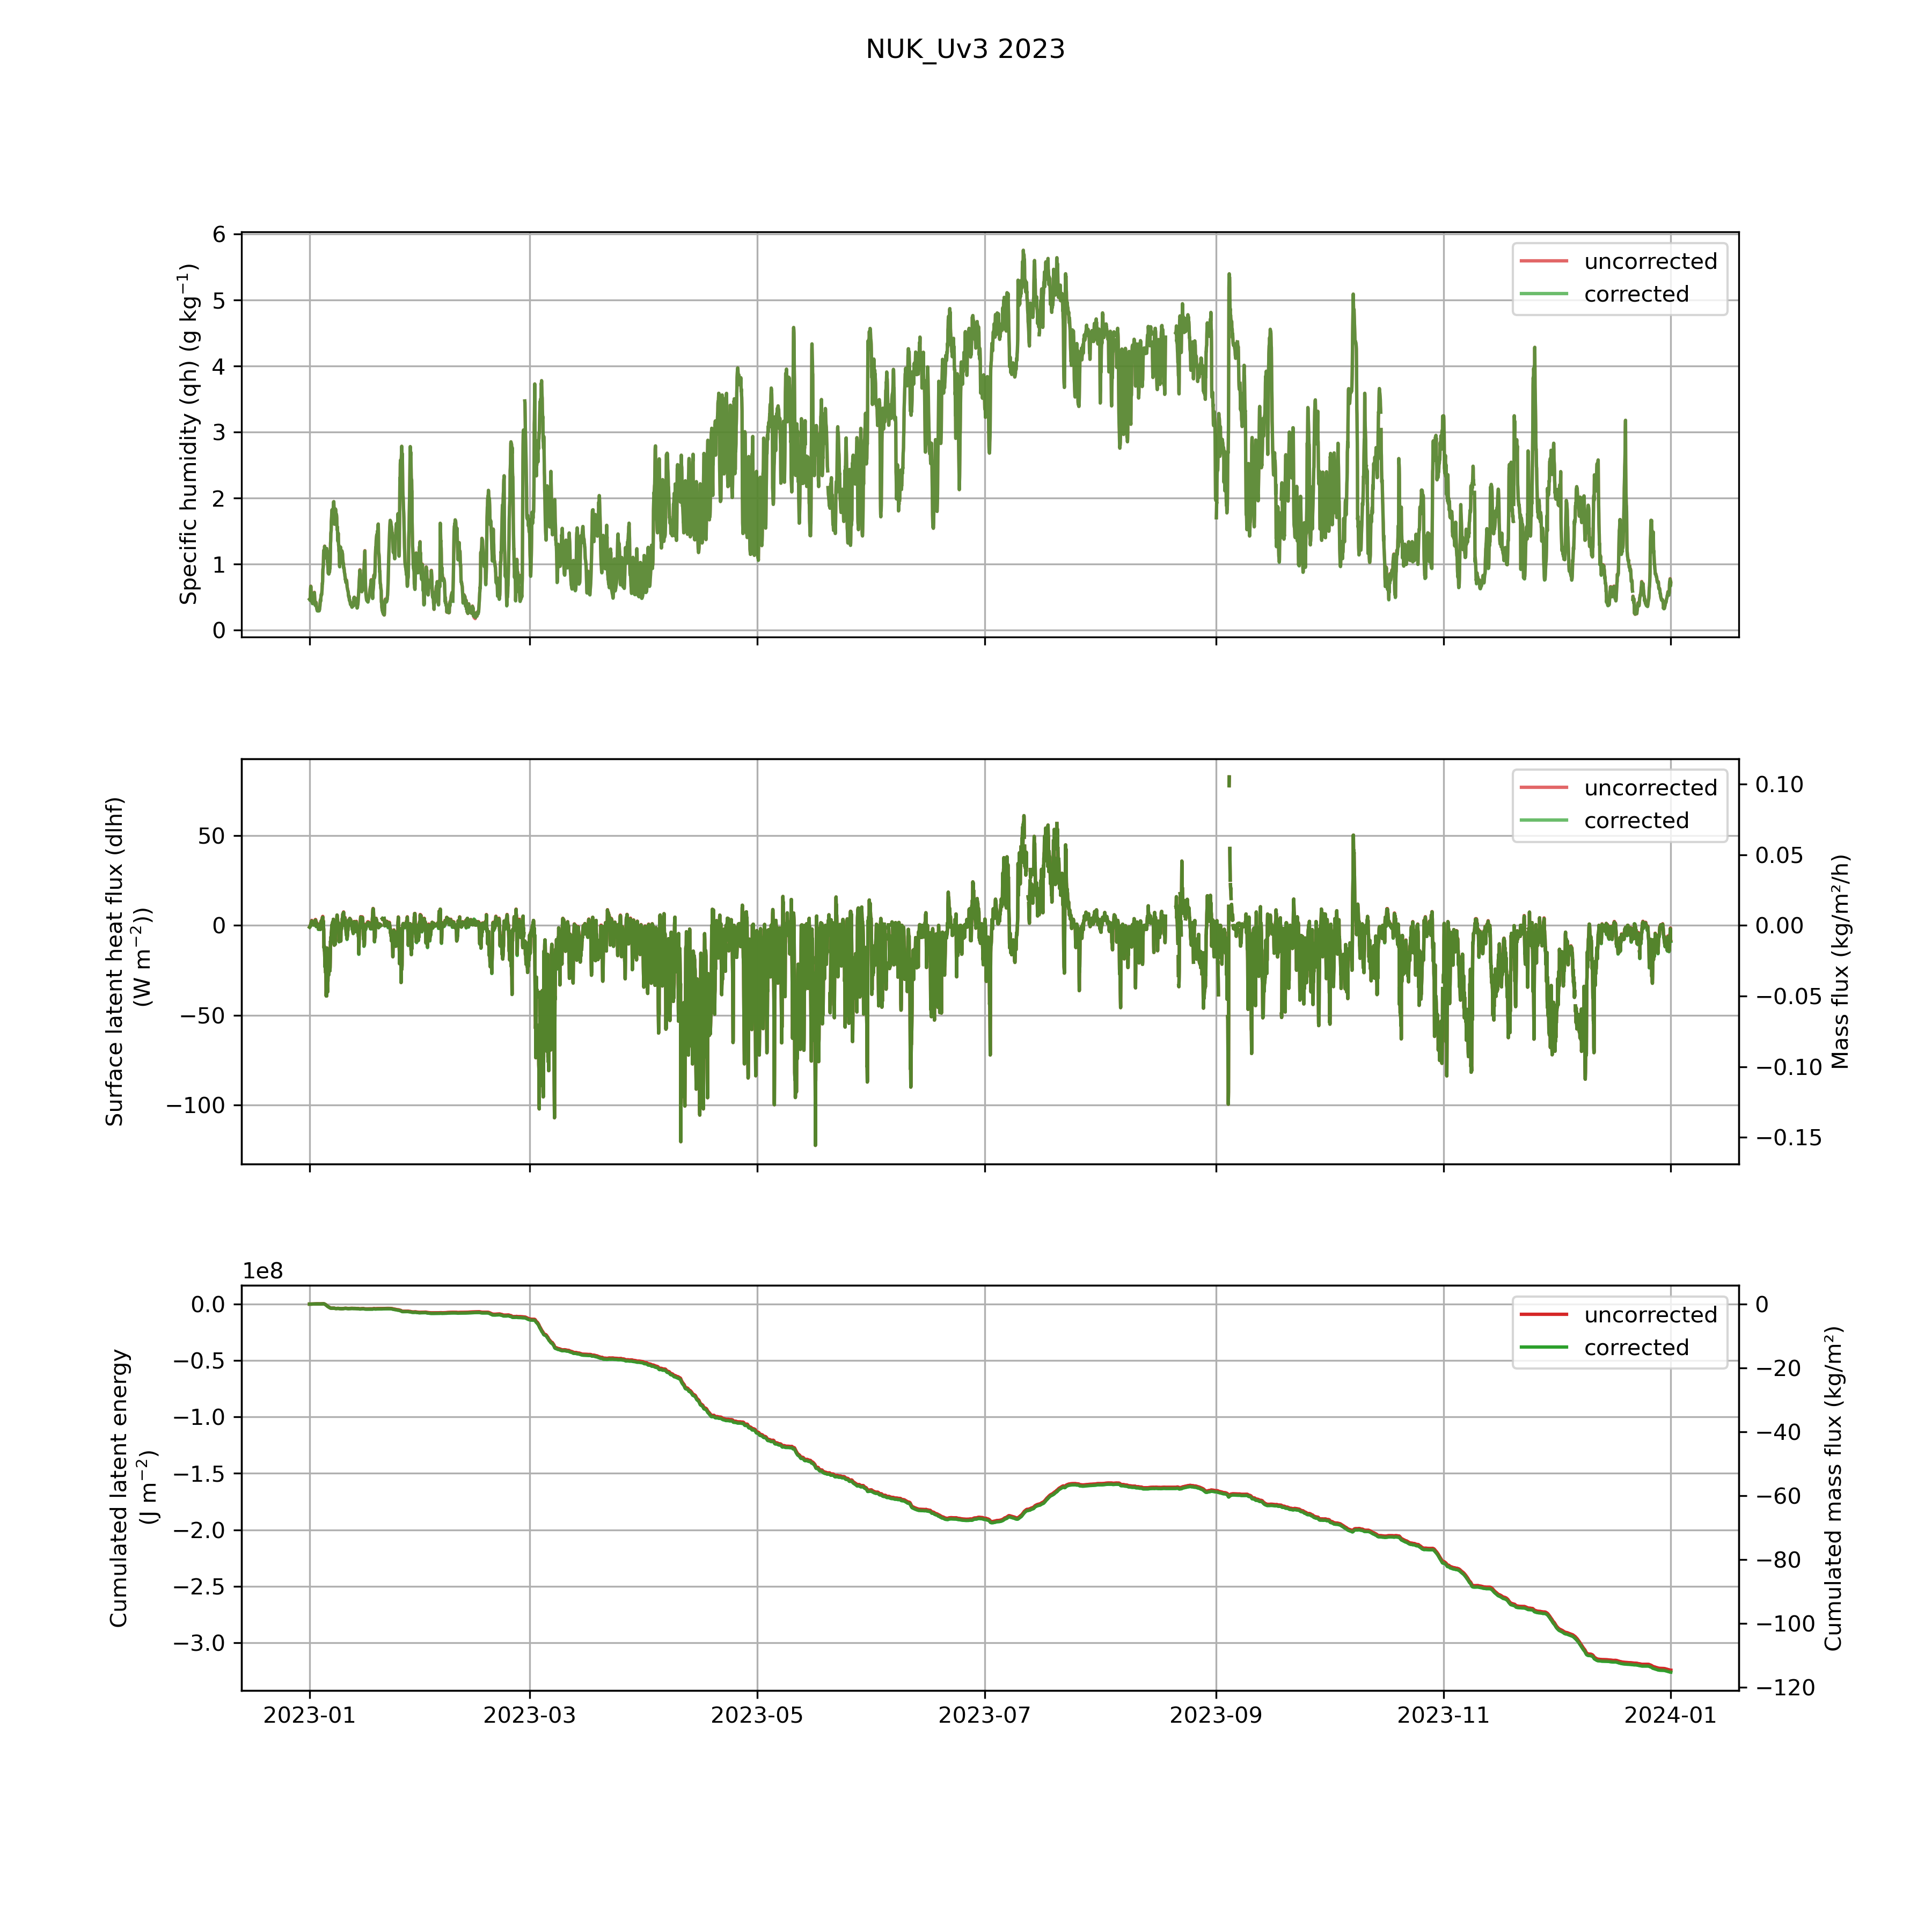 NUK_Uv3 2023
Specific humidity (qh) (g kg⁻¹)
6
5
4
3
2
1
0
uncorrected
corrected
Surface latent heat flux (dlhf)
(W m⁻²))
50
0
−50
−100
uncorrected
corrected
0.10
0.05
0.00
−0.05
−0.10
−0.15
Mass flux (kg/m²/h)
1e8
Cumulated latent energy
(J m⁻²)
0.0
−0.5
−1.0
−1.5
−2.0
−2.5
−3.0
uncorrected
corrected
0
−20
−40
−60
−80
−100
−120
Cumulated mass flux (kg/m²)
2023-01 2023-03 2023-05 2023-07 2023-09 2023-11 2024-01